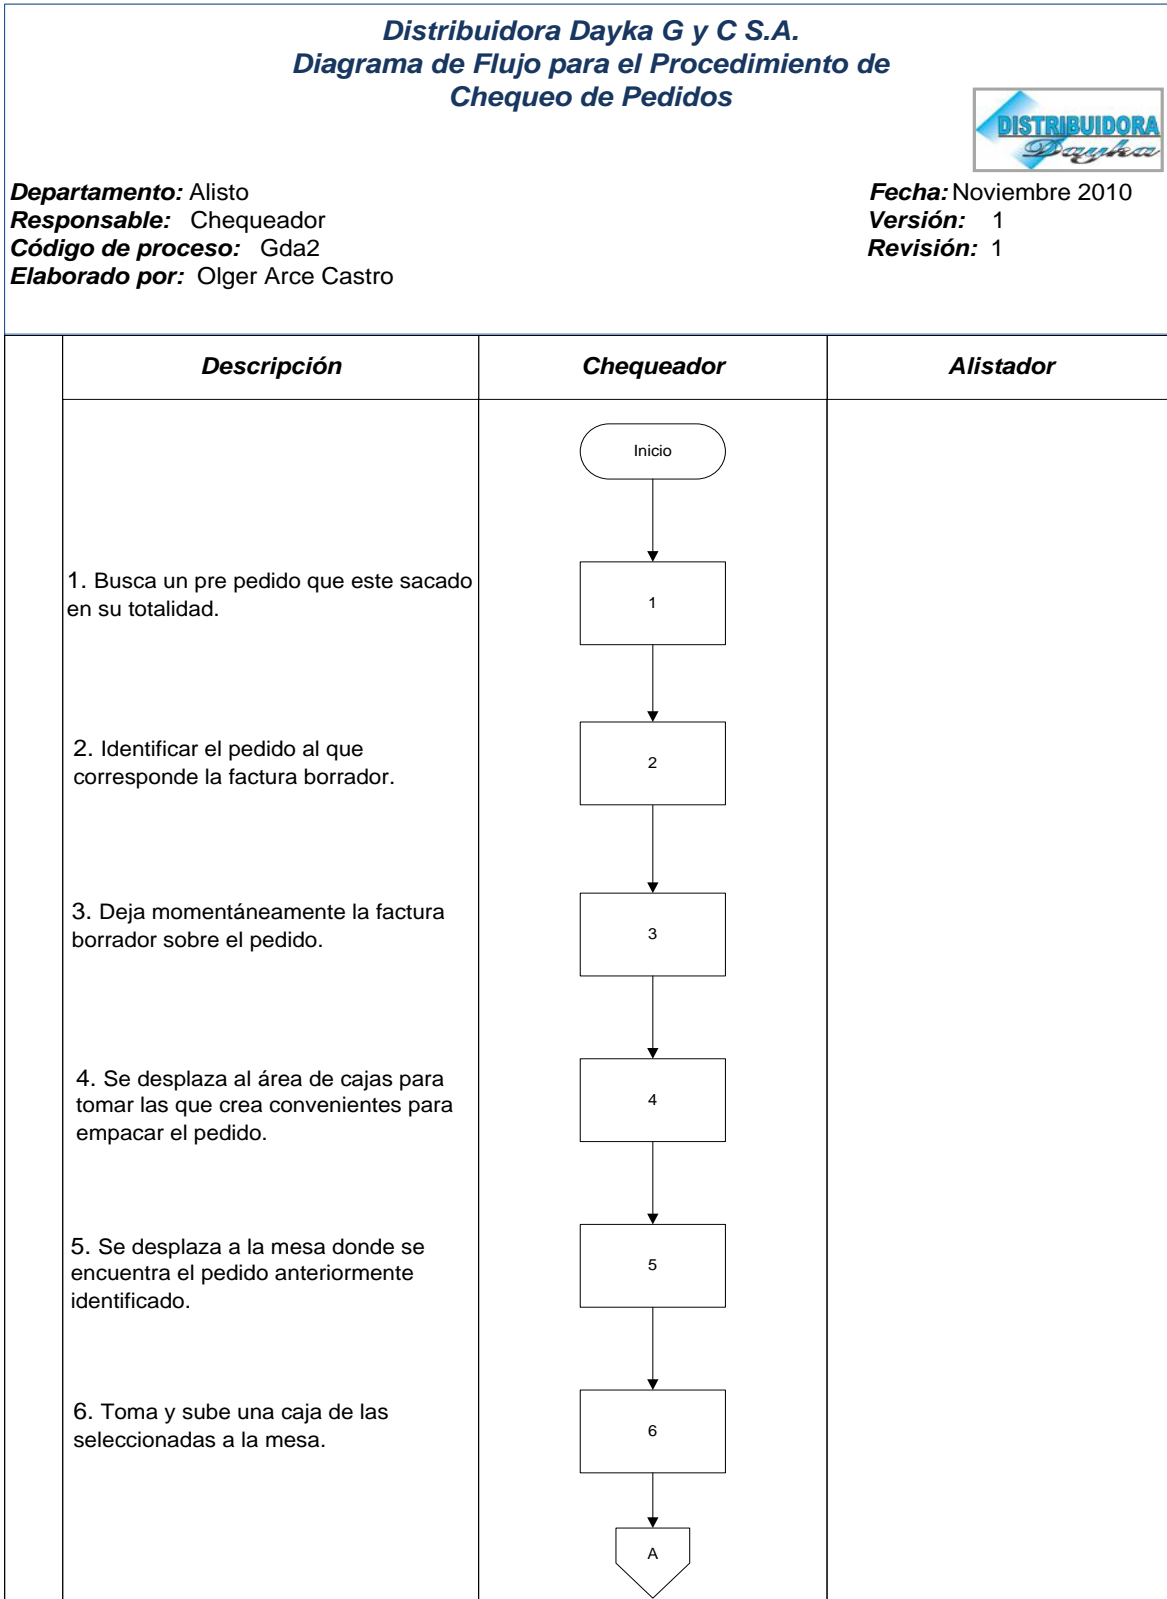 Distribuidora Dayka G y C S.A.
Diagrama de Flujo para el Procedimiento de
Chequeo de Pedidos
DISTRIBUIDORA
Dayka
Departamento: Alisto
Fecha: Noviembre 2010
Responsable: Chequeador
Versión: 1
Código de proceso: Gda2
Revisión: 1
Elaborado por: Olger Arce Castro
Descripción
Chequeador
Alistador
Inicio
1. Busca un pre pedido que este sacado
en su totalidad.
1
2. Identificar el pedido al que
corresponde la factura borrador.
2
3. Deja momentáneamente la factura
borrador sobre el pedido.
3
4. Se desplaza al área de cajas para
tomar las que crea convenientes para
empacar el pedido.
4
5. Se desplaza a la mesa donde se
encuentra el pedido anteriormente
identificado.
5
6. Toma y sube una caja de las
seleccionadas a la mesa.
6
A